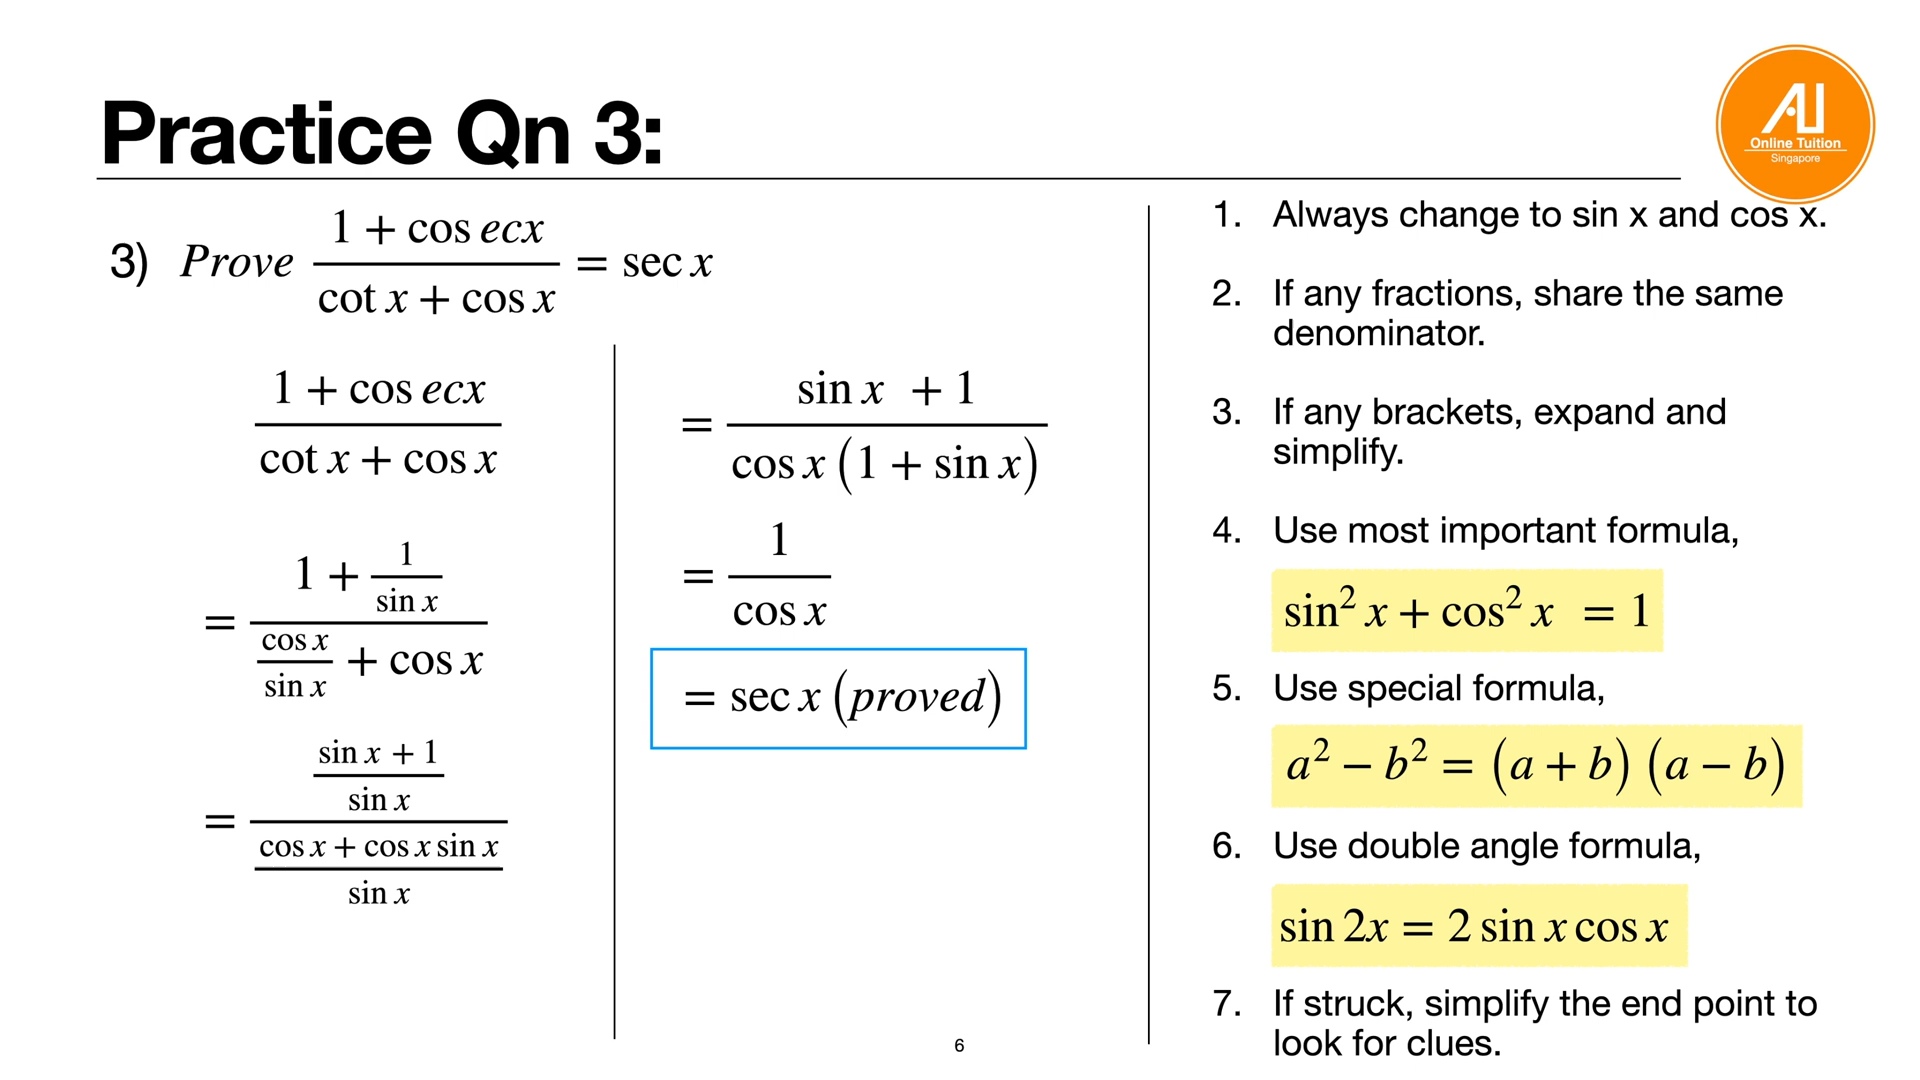 Practice Qn 3:
AU
Online Tuition
Singapore
3) Prove (1 + cos ecx)/(cot x + cos x) = sec x
(1 + cos ecx)/(cot x + cos x)
= (1 + 1/(sin x))/((cos x)/(sin x) + cos x)
= ((sin x + 1)/(sin x))/((cos x + cos x sin x)/(sin x))
= (sin x + 1)/(cos x (1 + sin x))
= 1/(cos x)
= sec x (proved)
1. Always change to sin x and cos x.
2. If any fractions, share the same
denominator.
3. If any brackets, expand and
simplify.
4. Use most important formula,
sin² x + cos² x = 1
5. Use special formula,
a² − b² = (a + b) (a − b)
6. Use double angle formula,
sin 2x = 2 sin x cos x
7. If struck, simplify the end point to
look for clues.
6